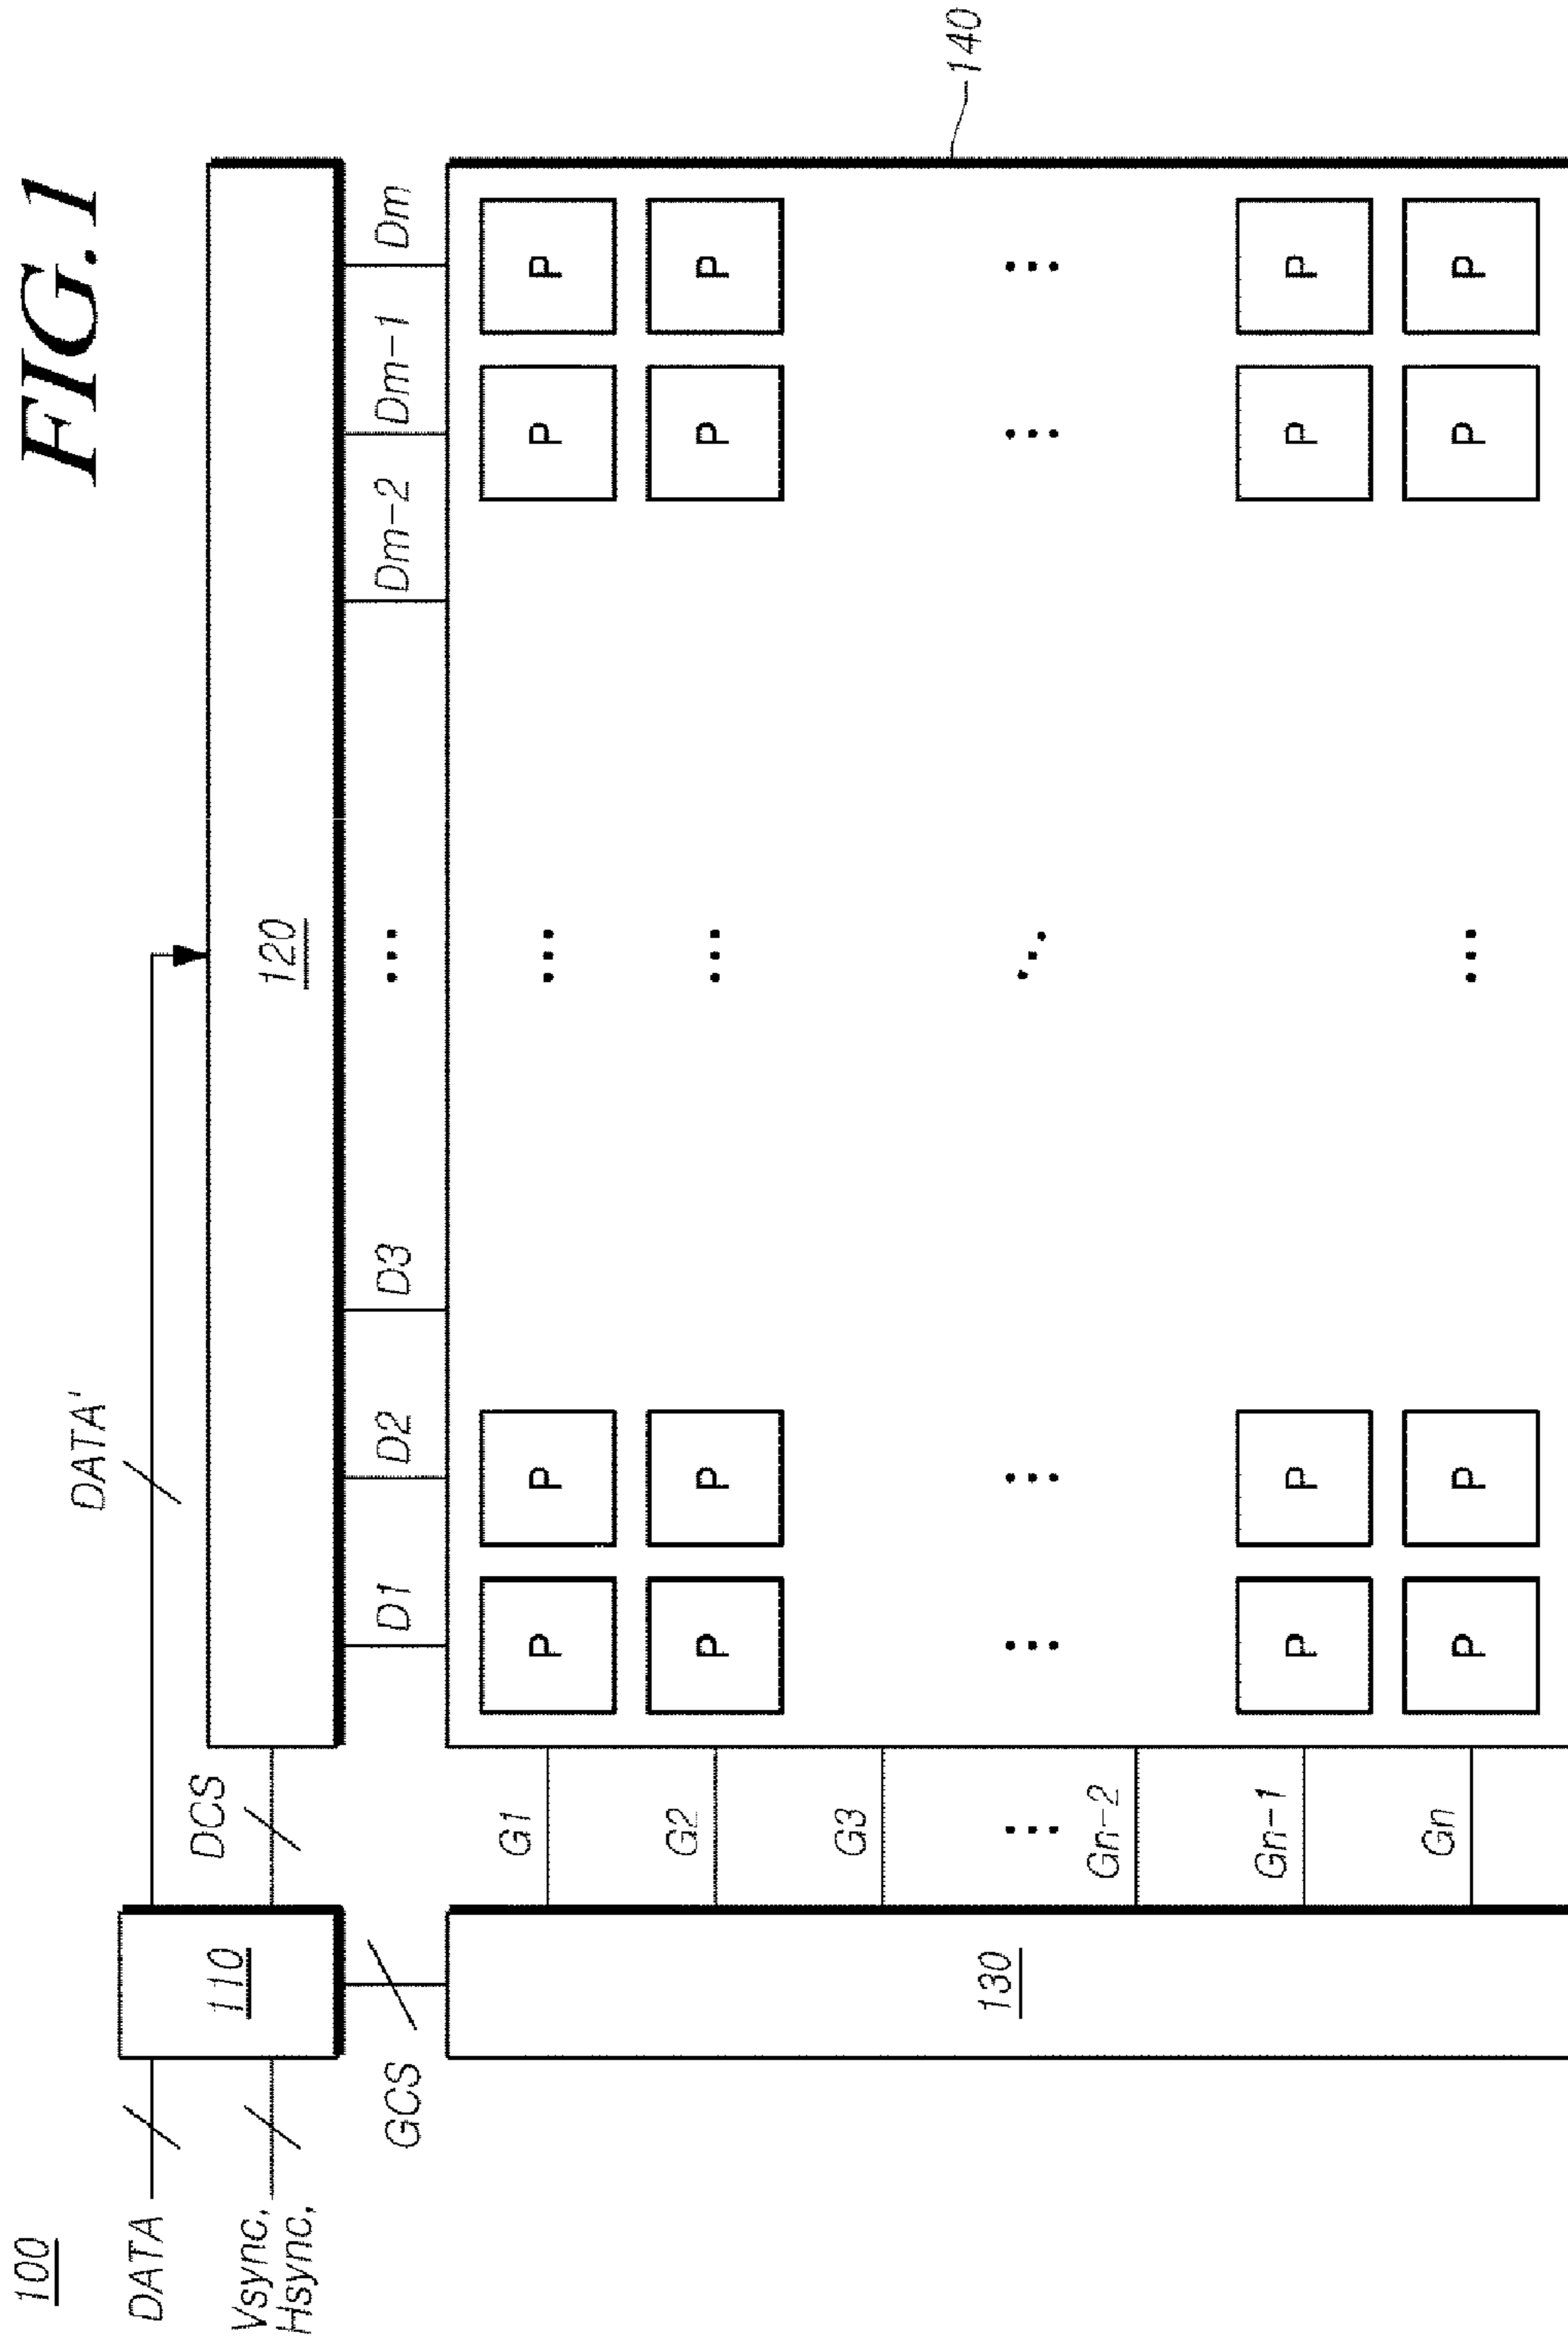 FIG.1
100
DATA'
DATA
Vsync,
Hsync,
110
DCS
120
GCS
D1 D2 D3 ... Dm-2 Dm-1 Dm
G1 P P ... P P
G2 P P ... P P
G3
... ... ... ... ... ...
140
130
Gn-2
Gn-1 P P P P
Gn P P ... P P